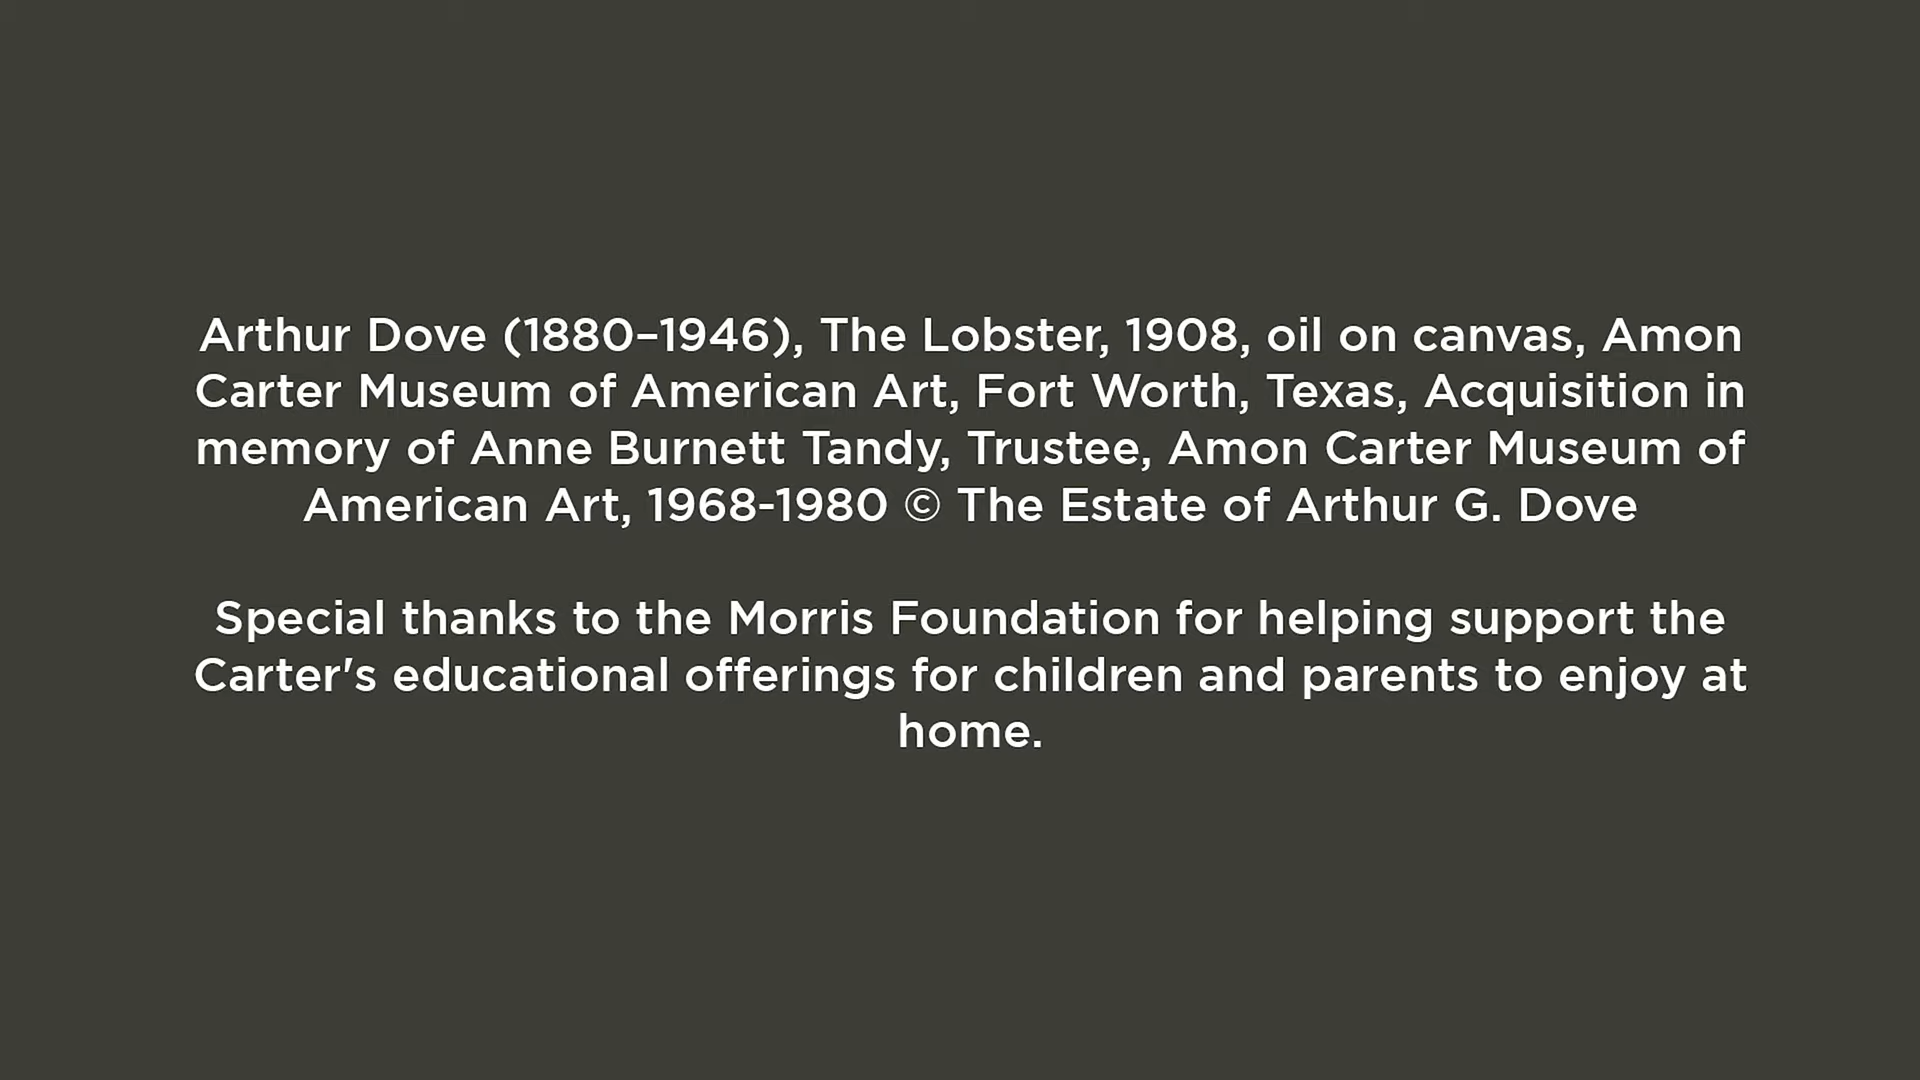 Arthur Dove (1880–1946), The Lobster, 1908, oil on canvas, Amon
Carter Museum of American Art, Fort Worth, Texas, Acquisition in
memory of Anne Burnett Tandy, Trustee, Amon Carter Museum of
American Art, 1968-1980 © The Estate of Arthur G. Dove
Special thanks to the Morris Foundation for helping support the
Carter's educational offerings for children and parents to enjoy at
home.